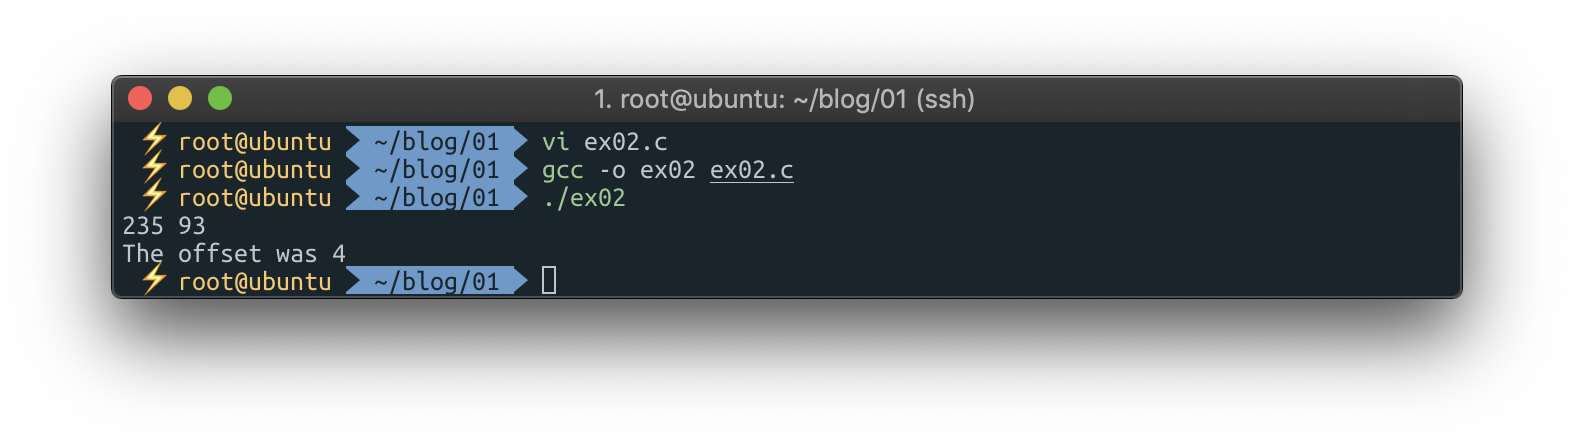 1. root@ubuntu: ~/blog/01 (ssh)
⚡ root@ubuntu ~/blog/01 vi ex02.c
⚡ root@ubuntu ~/blog/01 gcc -o ex02 ex02.c
⚡ root@ubuntu ~/blog/01 ./ex02
235 93
The offset was 4
⚡ root@ubuntu ~/blog/01